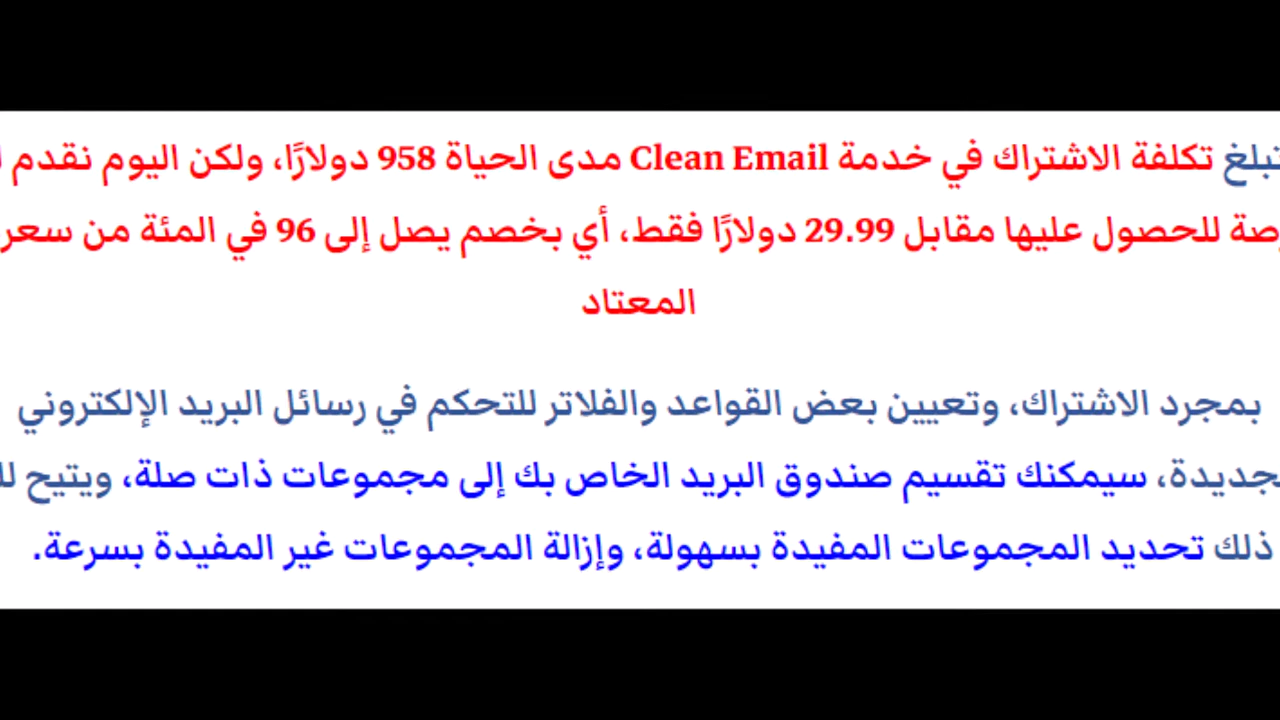 تبلغ تكلفة الاشتراك في خدمة Clean Email مدى الحياة 958 دولارًا، ولكن اليوم نقدم
للحصول عليها مقابل 29.99 دولارًا فقط، أي بخصم يصل إلى 96 في المئة من سعر
المعتاد
بمجرد الاشتراك، وتعيين بعض القواعد والفلاتر للتحكم في رسائل البريد الإلكتروني
سيمكنك تقسيم صندوق البريد الخاص بك إلى مجموعات ذات صلة، ويتيح
ذلك تحديد المجموعات المفيدة بسهولة، وإزالة المجموعات غير المفيدة بسرعة.